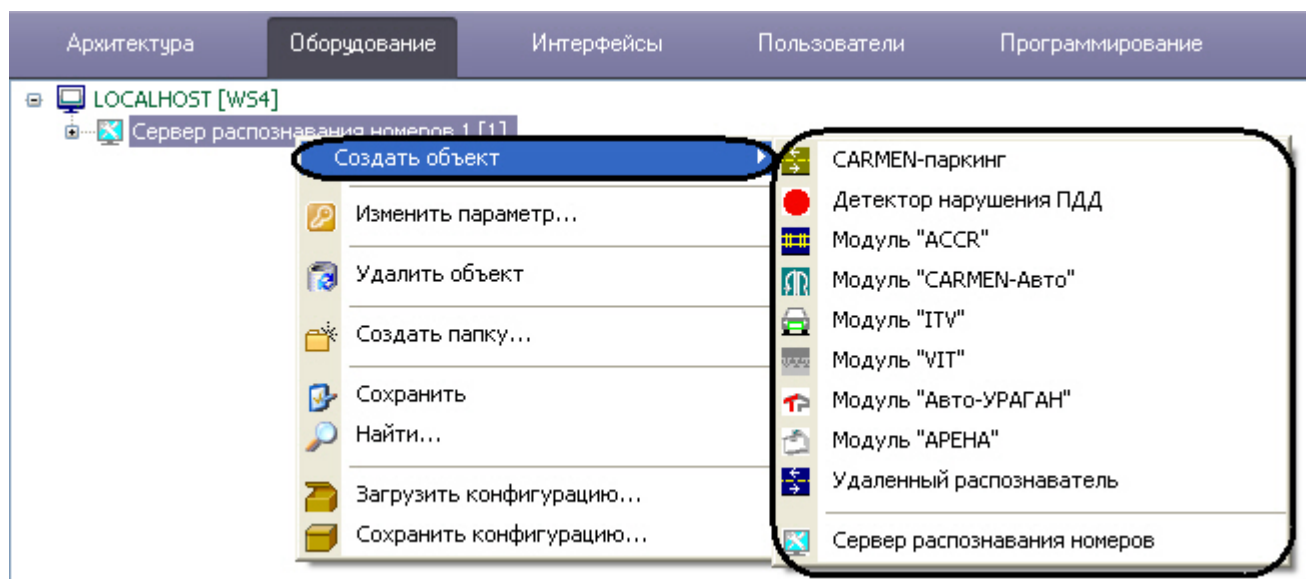 Архитектура Оборудование Интерфейсы Пользователи Программирование
LOCALHOST [WS4]
Сервер распознавания номеров 1 [1]
Создать объект
Изменить параметр...
Удалить объект
Создать папку...
Сохранить
Найти...
Загрузить конфигурацию...
Сохранить конфигурацию...
CARMEN-паркинг
Детектор нарушения ПДД
Модуль "ACCR"
Модуль "CARMEN-Авто"
Модуль "ITV"
Модуль "VIT"
Модуль "Авто-УРАГАН"
Модуль "АРЕНА"
Удаленный распознаватель
Сервер распознавания номеров